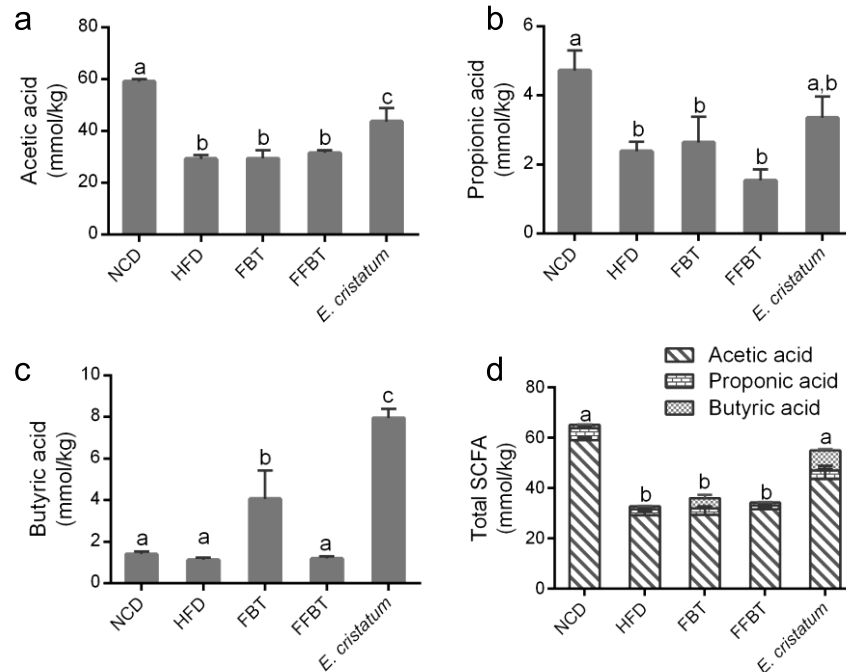 a
Acetic acid
(mmol/kg)
80
60
40
20
0
a
b
b
b
c
NCD
HFD
FBT
FFBT
E. cristatum
b
Propionic acid
(mmol/kg)
6
4
2
0
a
b
b
b
a,b
NCD
HFD
FBT
FFBT
E. cristatum
c
Butyric acid
(mmol/kg)
10
8
6
4
2
0
a
a
b
a
c
NCD
HFD
FBT
FFBT
E. cristatum
d
Acetic acid
Proponic acid
Butyric acid
Total SCFA
(mmol/kg)
80
60
40
20
0
a
b
b
b
a
NCD
HFD
FBT
FFBT
E. cristatum